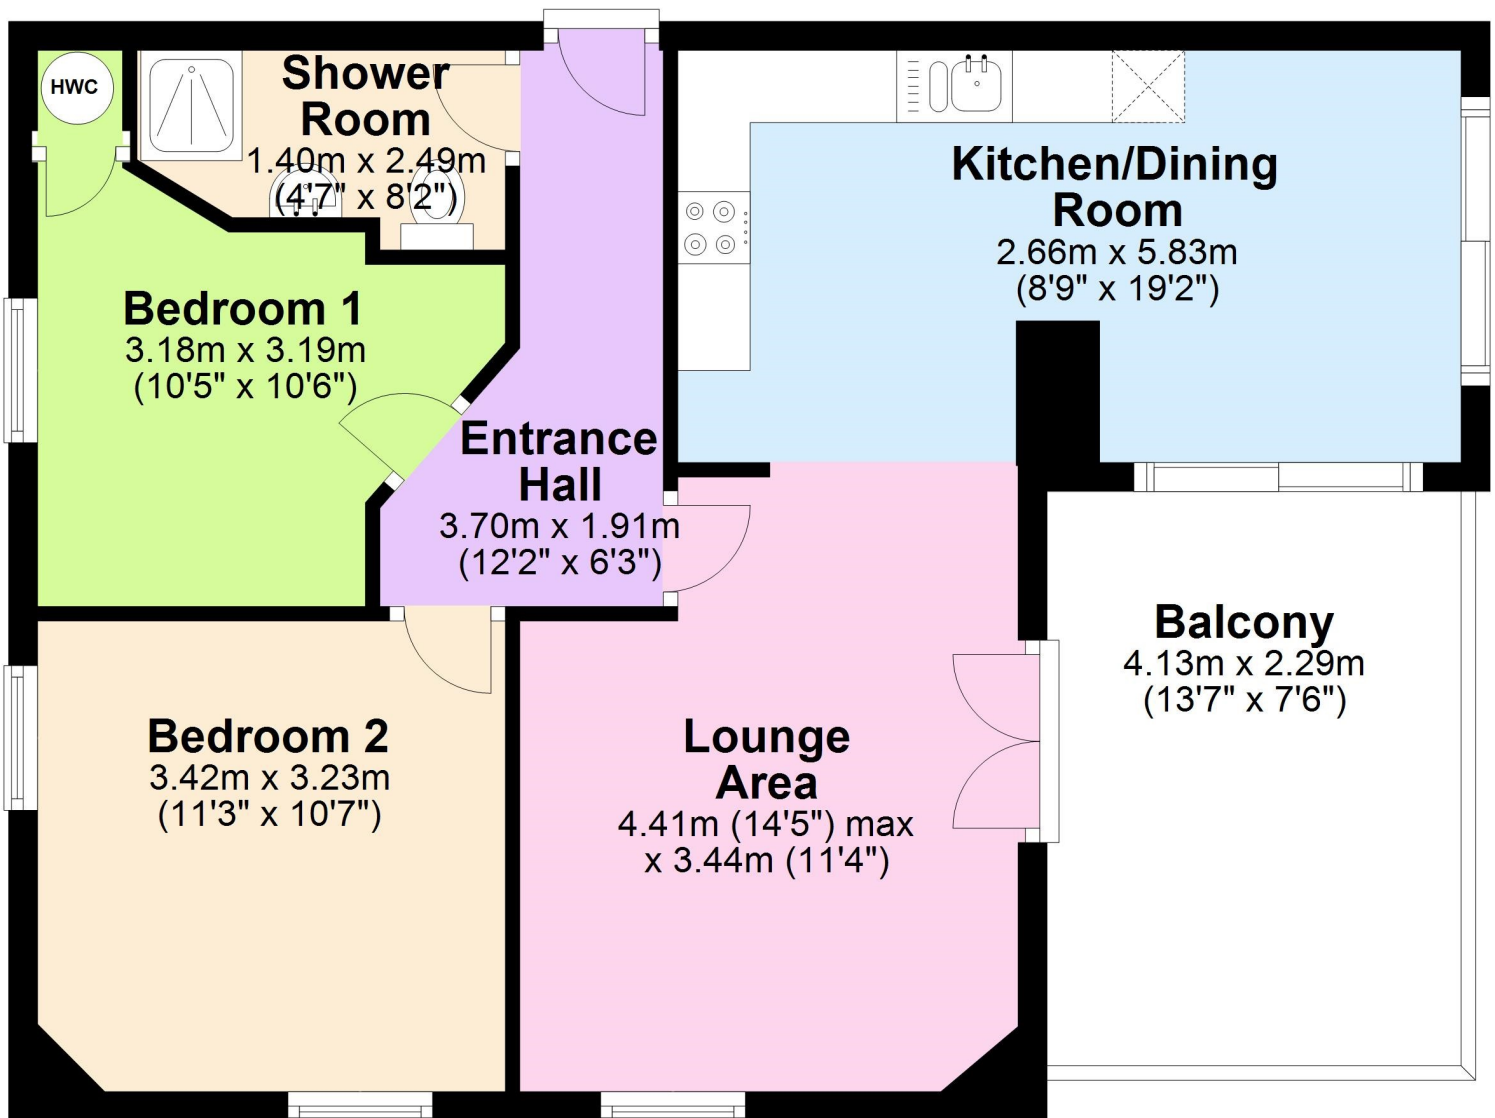 HWC
Shower
Room
1.40m x 2.49m
(4'7" x 8'2")
Kitchen/Dining
Room
2.66m x 5.83m
(8'9" x 19'2")
Bedroom 1
3.18m x 3.19m
(10'5" x 10'6")
Entrance
Hall
3.70m x 1.91m
(12'2" x 6'3")
Balcony
4.13m x 2.29m
(13'7" x 7'6")
Bedroom 2
3.42m x 3.23m
(11'3" x 10'7")
Lounge
Area
4.41m (14'5") max
x 3.44m (11'4")